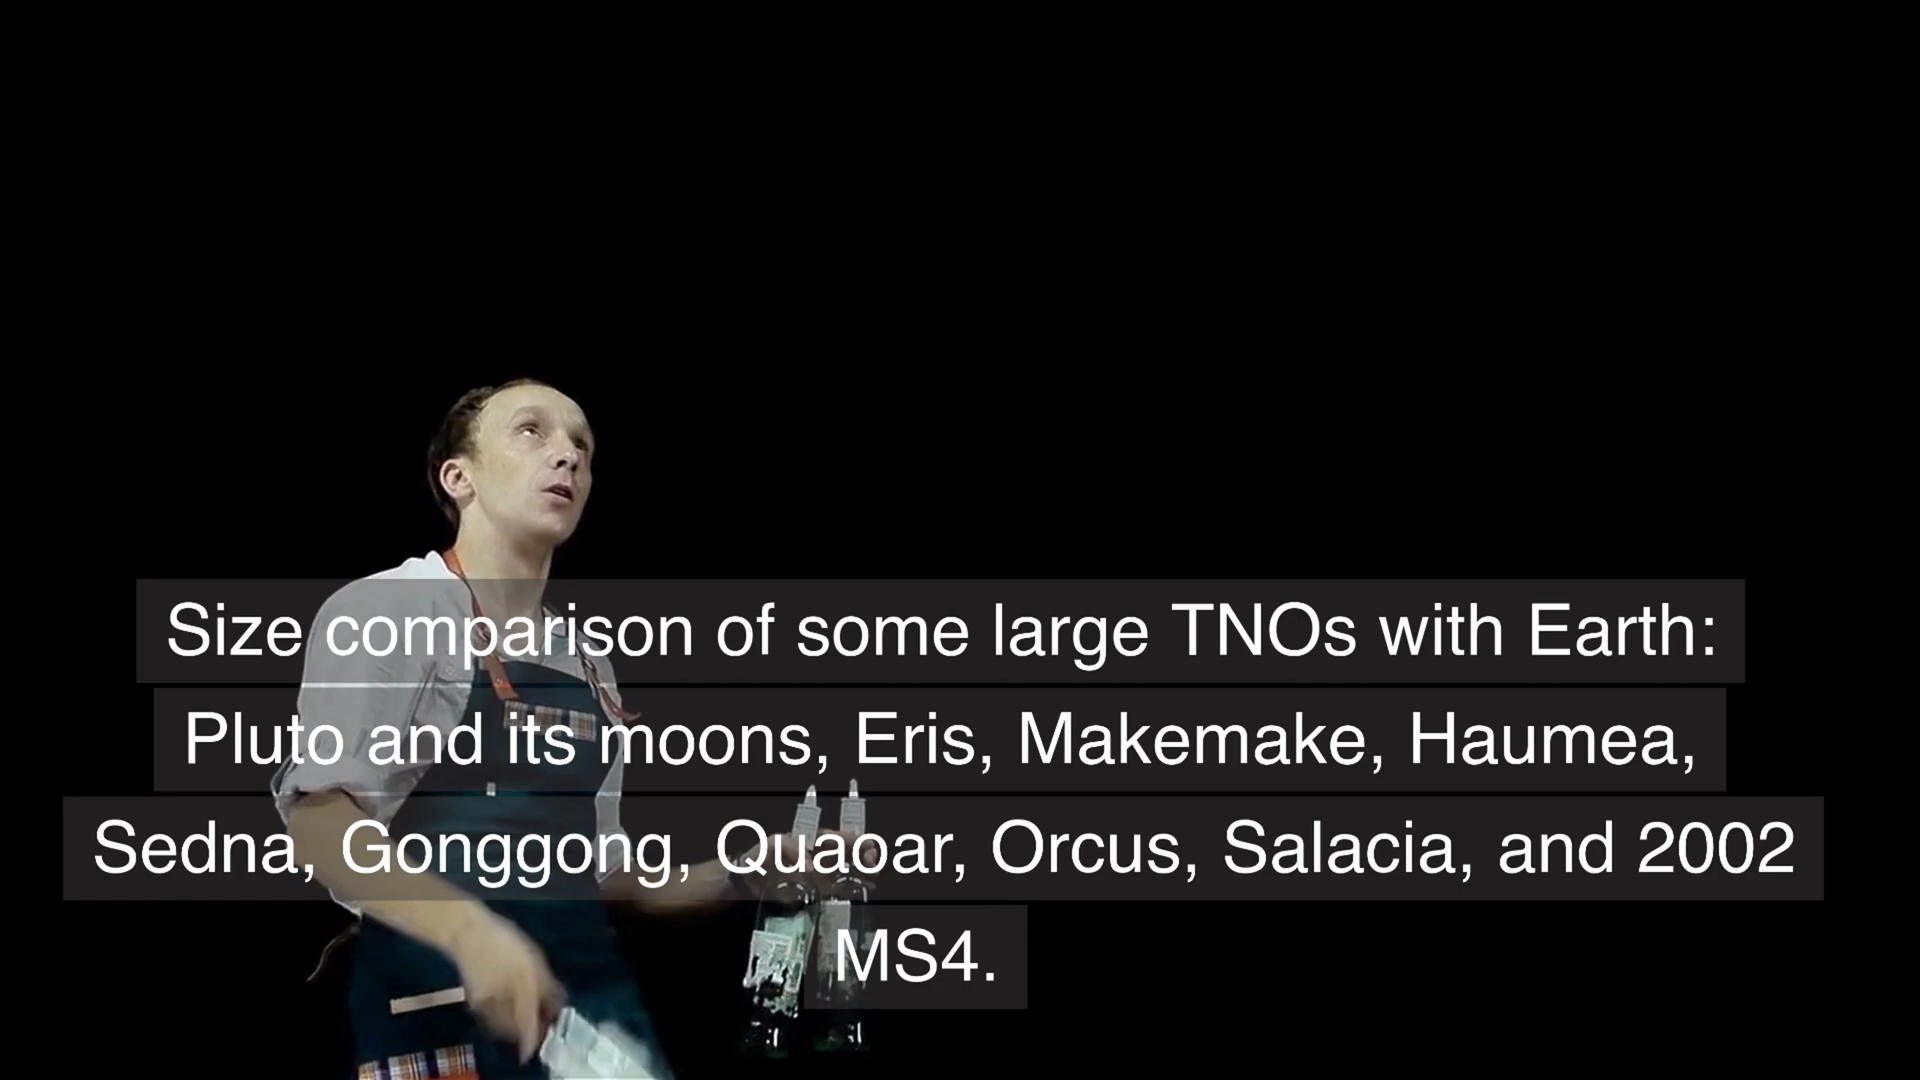 Size comparison of some large TNOs with Earth:
Pluto and its moons, Eris, Makemake, Haumea,
Sedna, Gonggong, Quaoar, Orcus, Salacia, and 2002
MS4.